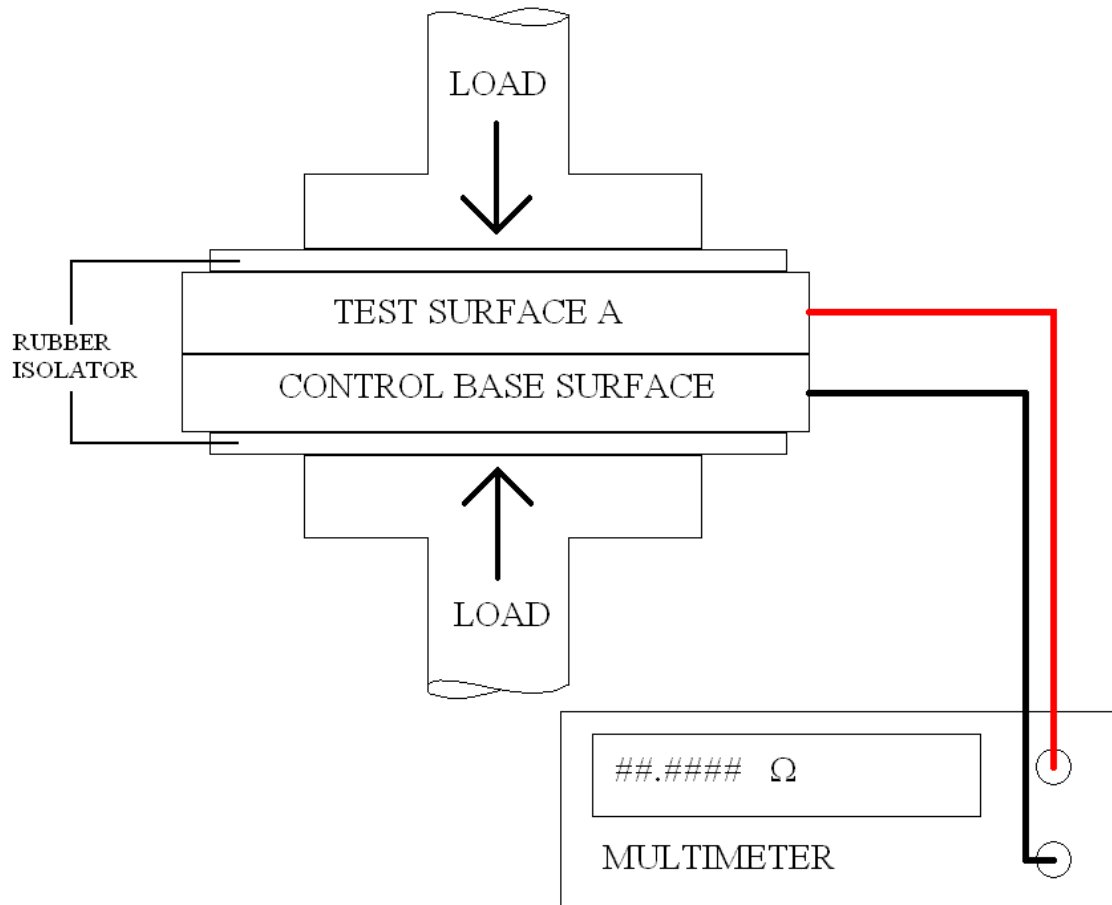 LOAD
TEST SURFACE A
RUBBER
ISOLATOR
CONTROL BASE SURFACE
LOAD
##.#### Ω
MULTIMETER